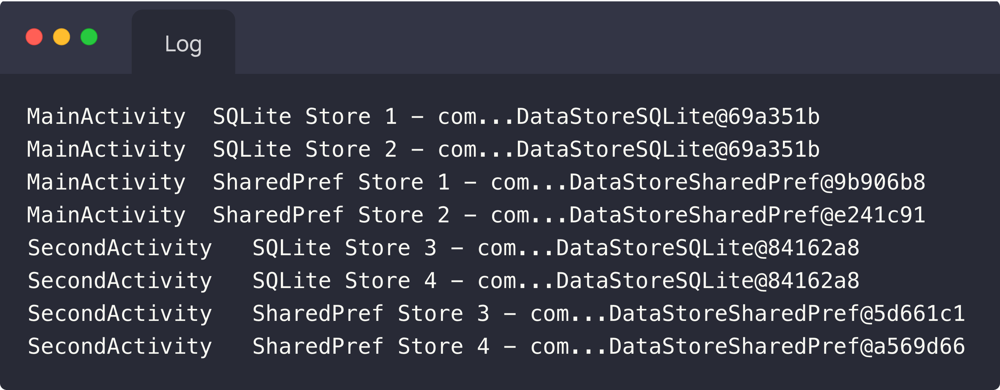 Log
MainActivity  SQLite Store 1 – com...DataStoreSQLite@69a351b
MainActivity  SQLite Store 2 – com...DataStoreSQLite@69a351b
MainActivity  SharedPref Store 1 – com...DataStoreSharedPref@9b906b8
MainActivity  SharedPref Store 2 – com...DataStoreSharedPref@e241c91
SecondActivity   SQLite Store 3 – com...DataStoreSQLite@84162a8
SecondActivity   SQLite Store 4 – com...DataStoreSQLite@84162a8
SecondActivity   SharedPref Store 3 – com...DataStoreSharedPref@5d661c1
SecondActivity   SharedPref Store 4 – com...DataStoreSharedPref@a569d66